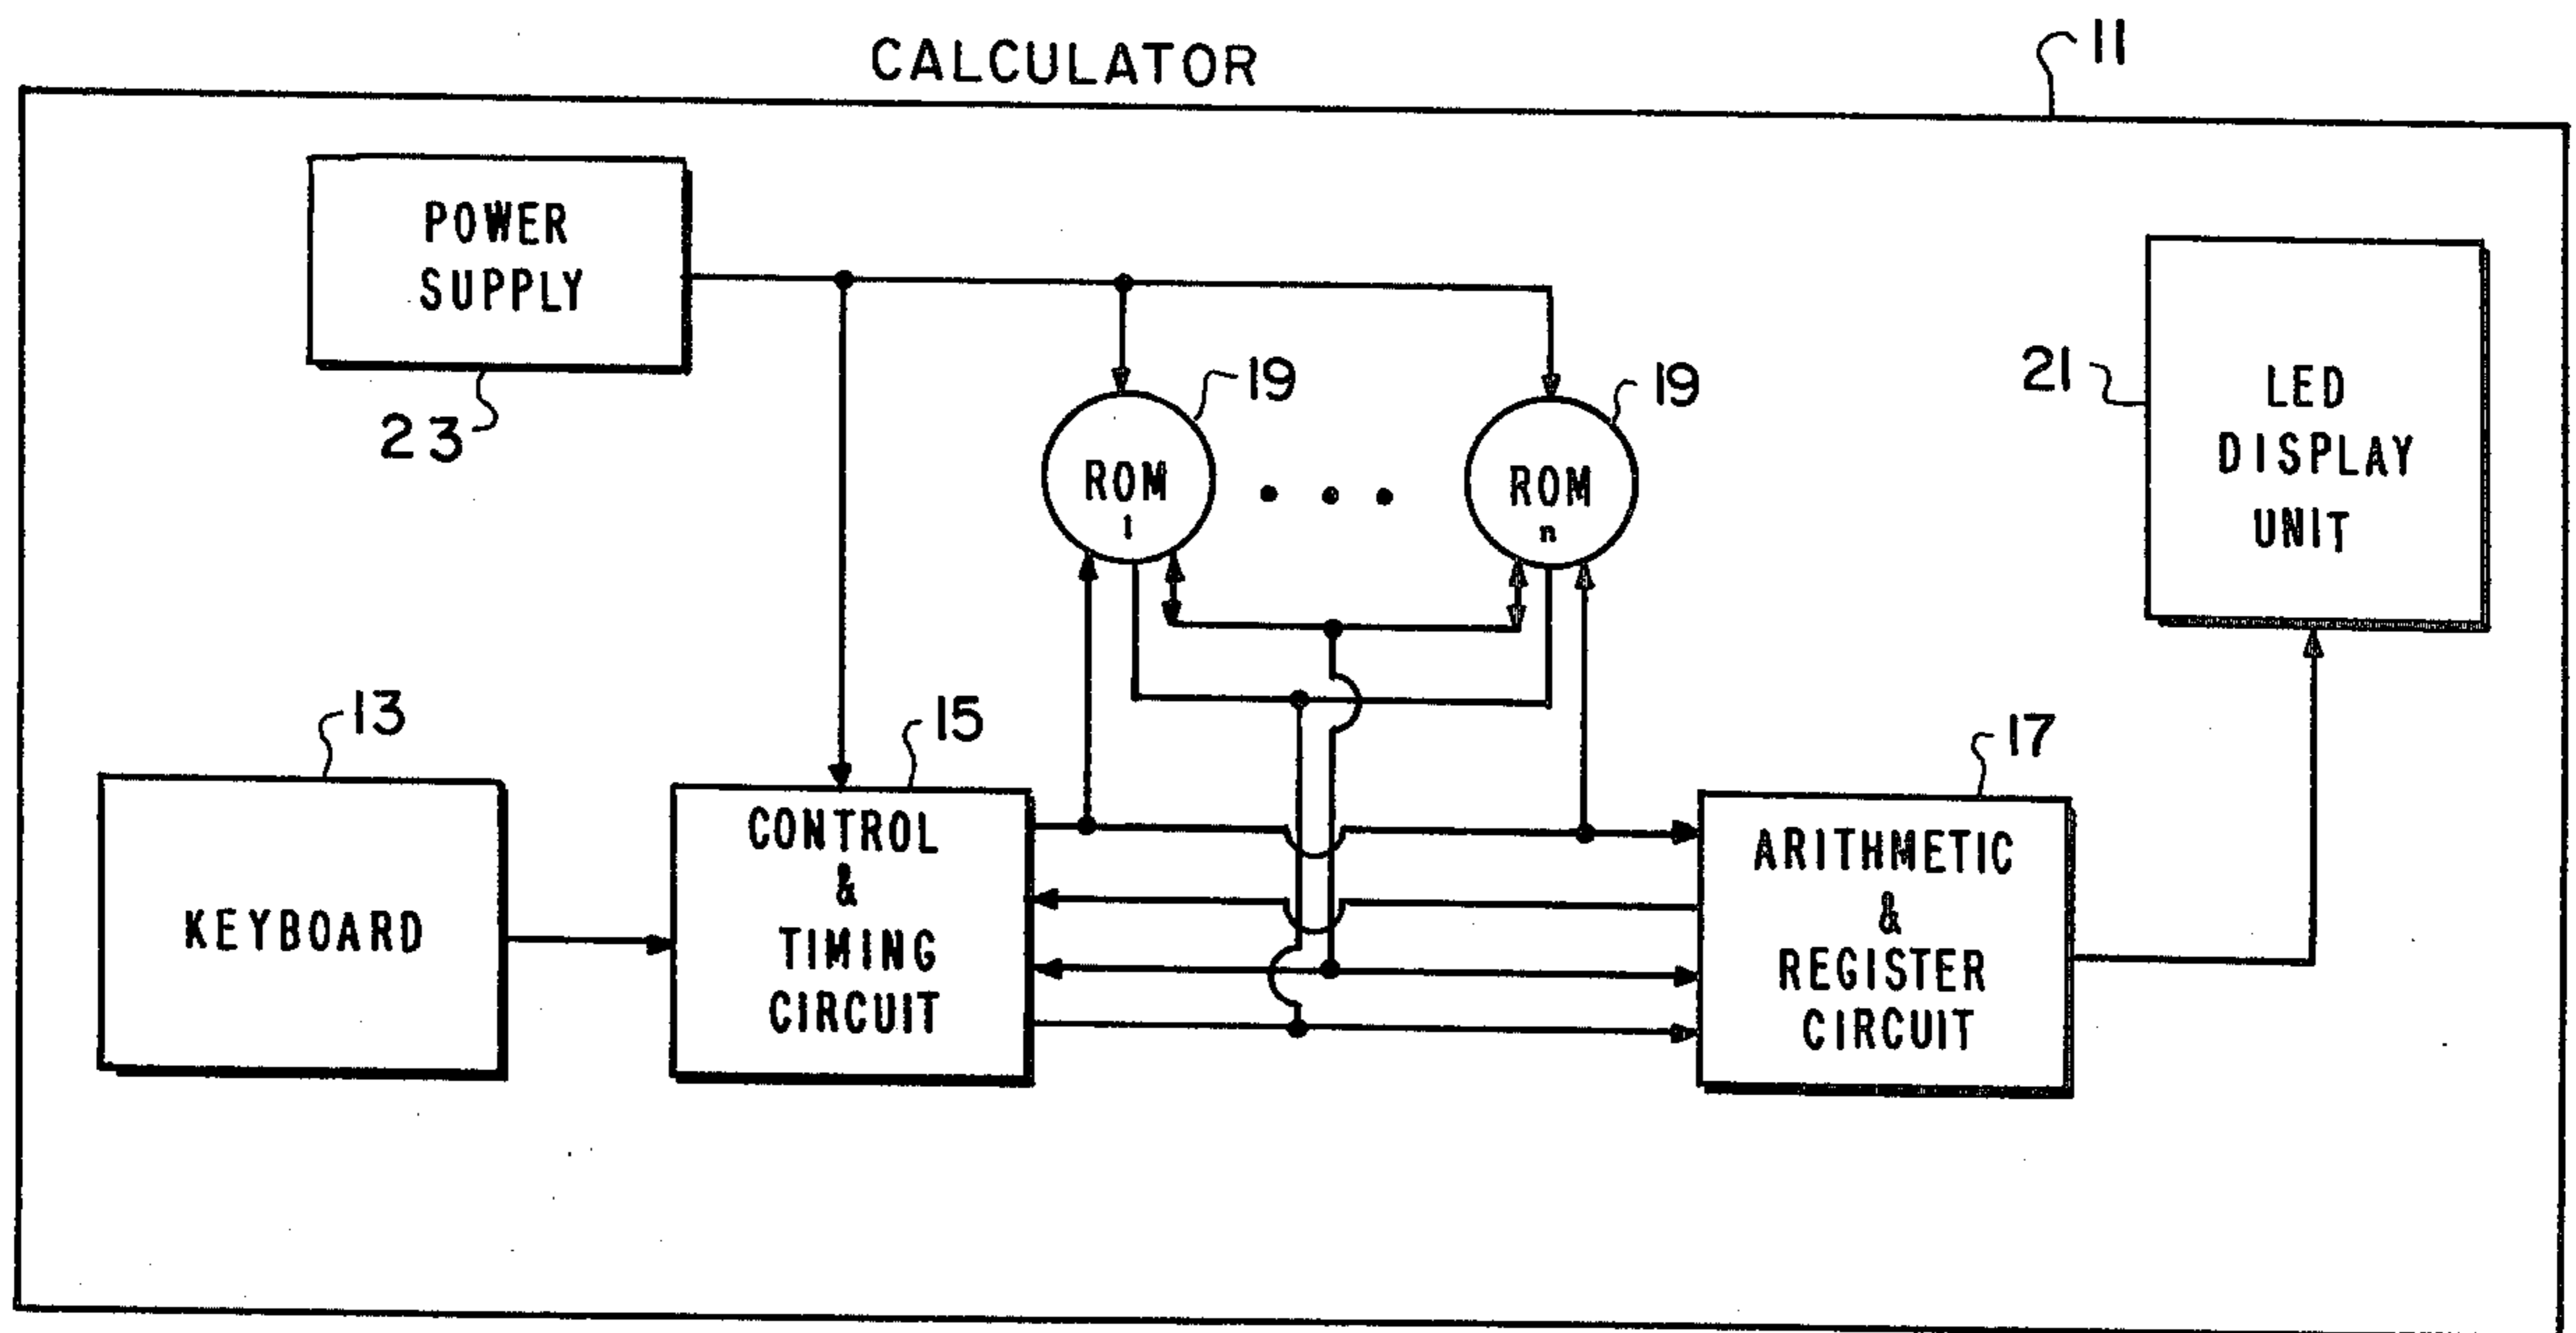 CALCULATOR
11
POWER
SUPPLY
23
19
19
ROM
1
ROM
n
21
LED
DISPLAY
UNIT
13
15
17
KEYBOARD
CONTROL
&
TIMING
CIRCUIT
ARITHMETIC
&
REGISTER
CIRCUIT